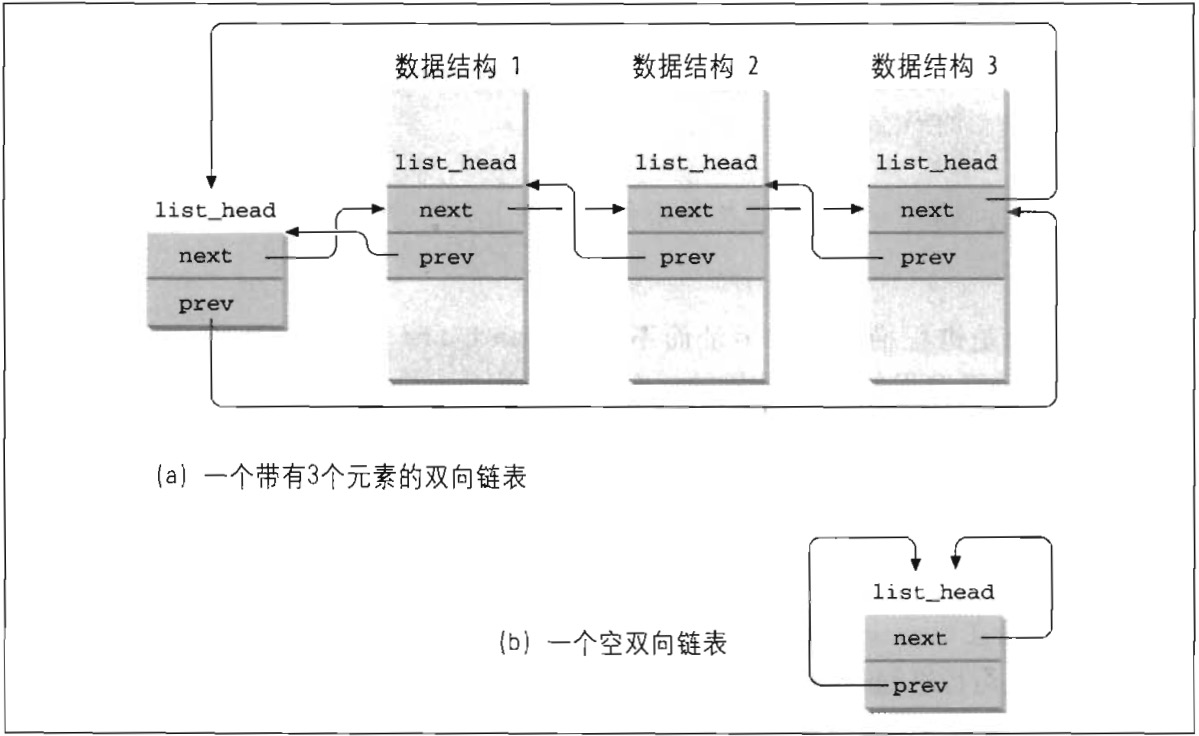 数据结构 1 数据结构 2 数据结构 3
list_head list_head list_head
list_head next next next
next prev prev prev
prev
(a) 一个带有3个元素的双向链表
list_head
(b) 一个空双向链表 next
prev